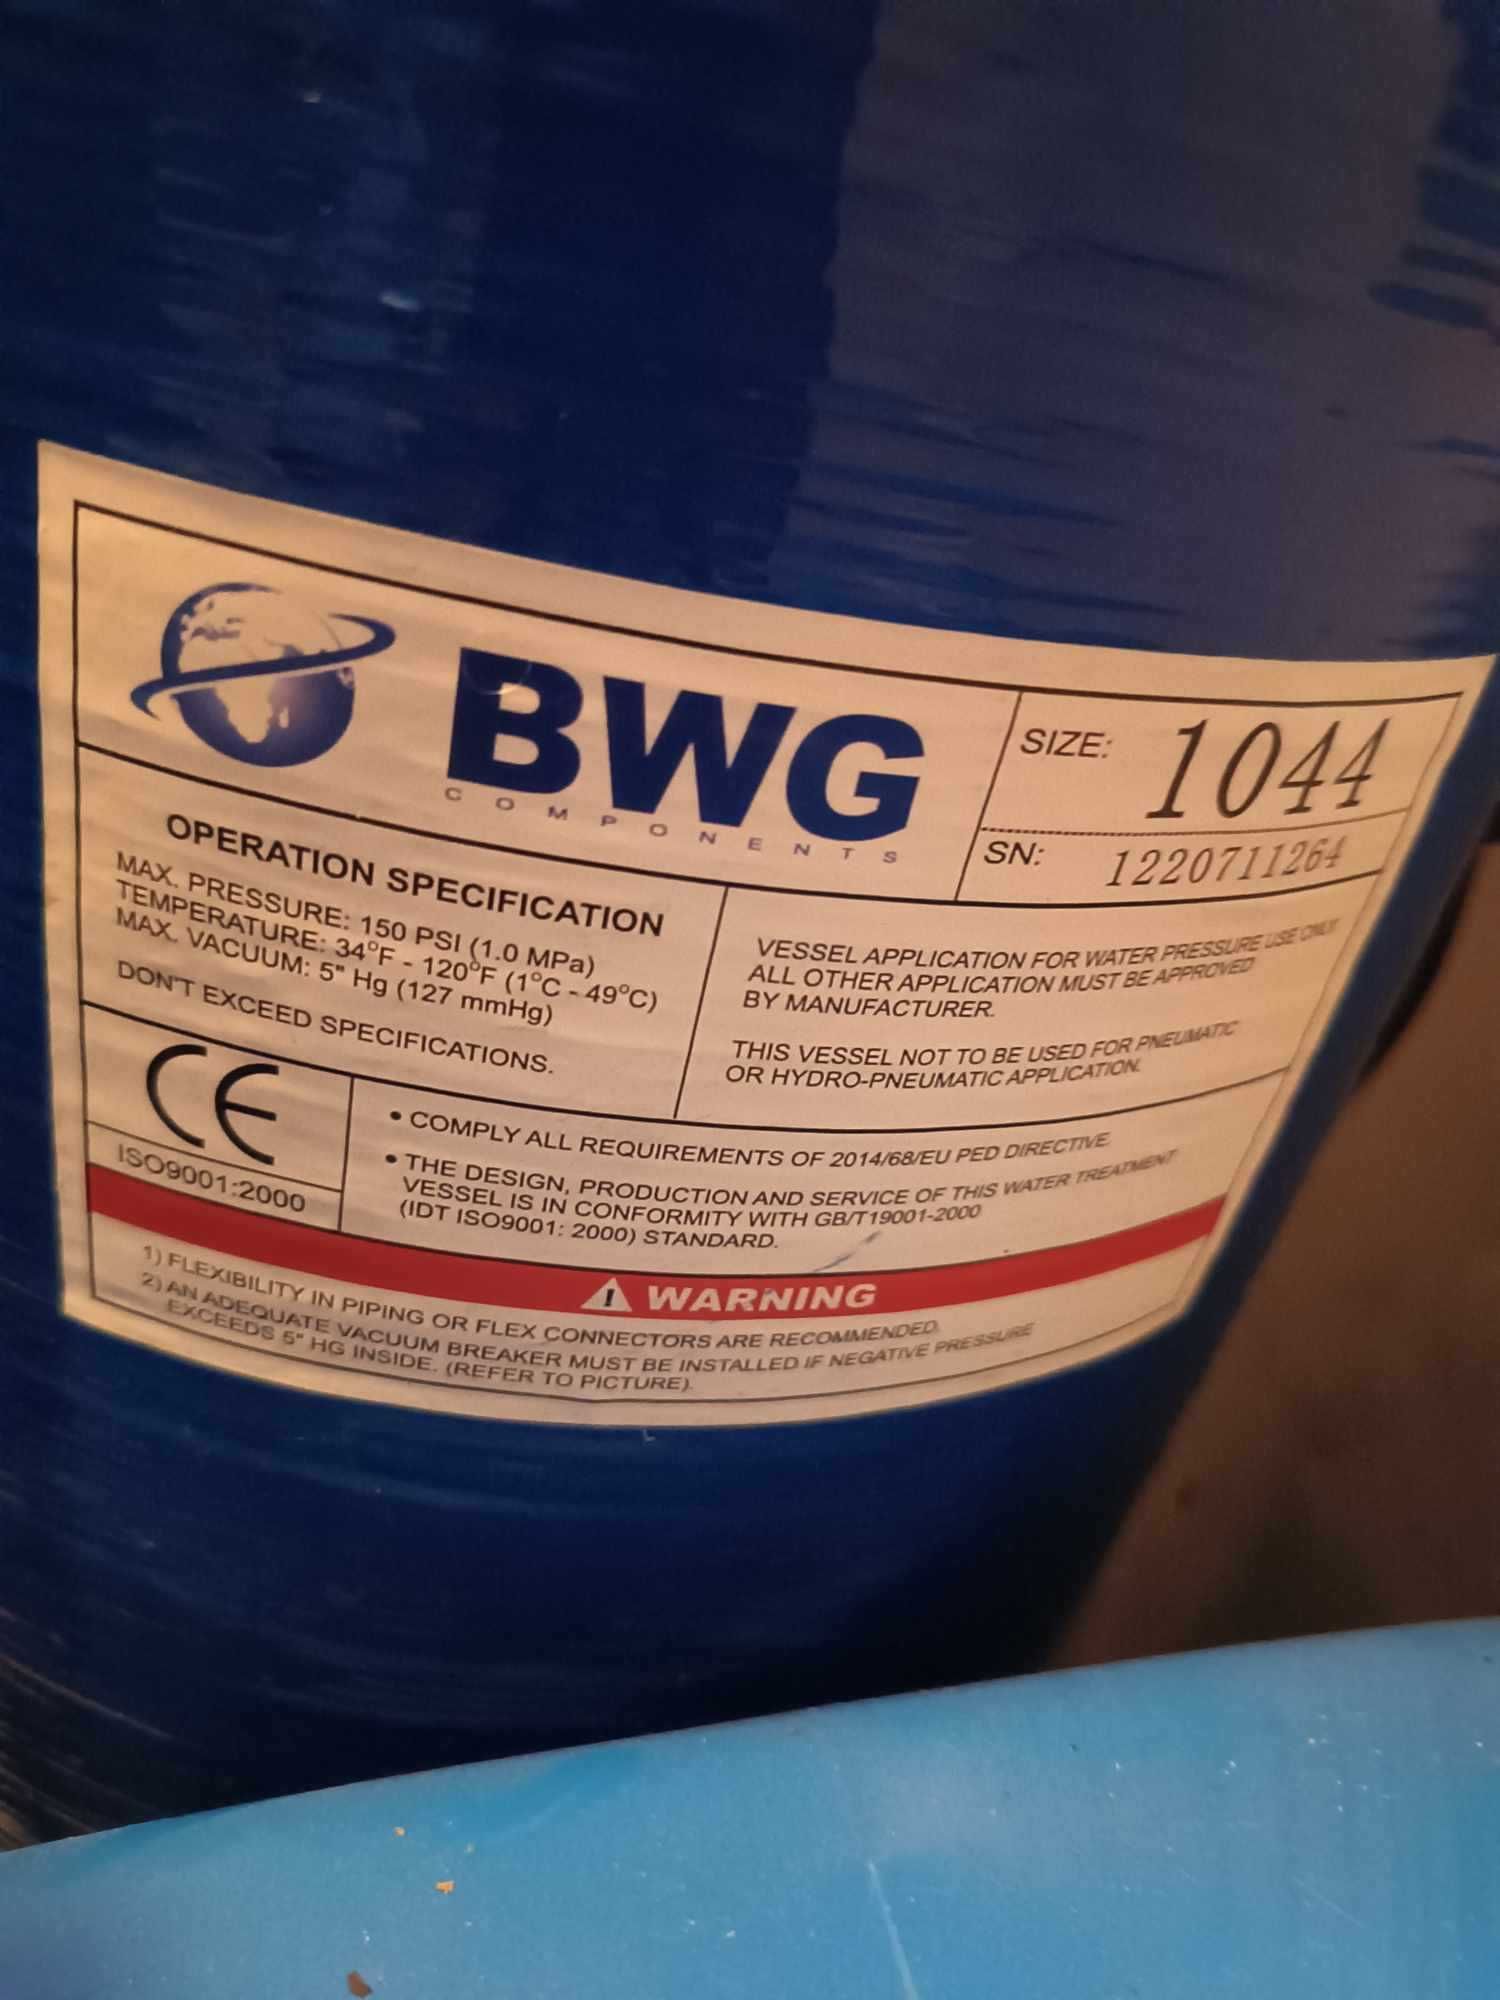 BWG
COMPONENTS
SIZE: 1044
SN: 1220711264
OPERATION SPECIFICATION
MAX. PRESSURE: 150 PSI (1.0 MPa)
TEMPERATURE: 34°F - 120°F (1°C - 49°C)
MAX. VACUUM: 5" Hg (127 mmHg)
DON'T EXCEED SPECIFICATIONS.
VESSEL APPLICATION FOR WATER PRESSURE USE ONLY
ALL OTHER APPLICATION MUST BE APPROVED
BY MANUFACTURER.
THIS VESSEL NOT TO BE USED FOR PNEUMATIC
OR HYDRO-PNEUMATIC APPLICATION.
CE
ISO9001:2000
• COMPLY ALL REQUIREMENTS OF 2014/68/EU PED DIRECTIVE.
• THE DESIGN, PRODUCTION AND SERVICE OF THIS WATER TREATMENT
VESSEL IS IN CONFORMITY WITH GB/T19001-2000
(IDT ISO9001: 2000) STANDARD.
! WARNING
1) FLEXIBILITY IN PIPING OR FLEX CONNECTORS ARE RECOMMENDED.
2) AN ADEQUATE VACUUM BREAKER MUST BE INSTALLED IF NEGATIVE PRESSURE
EXCEEDS 5" HG INSIDE. (REFER TO PICTURE).